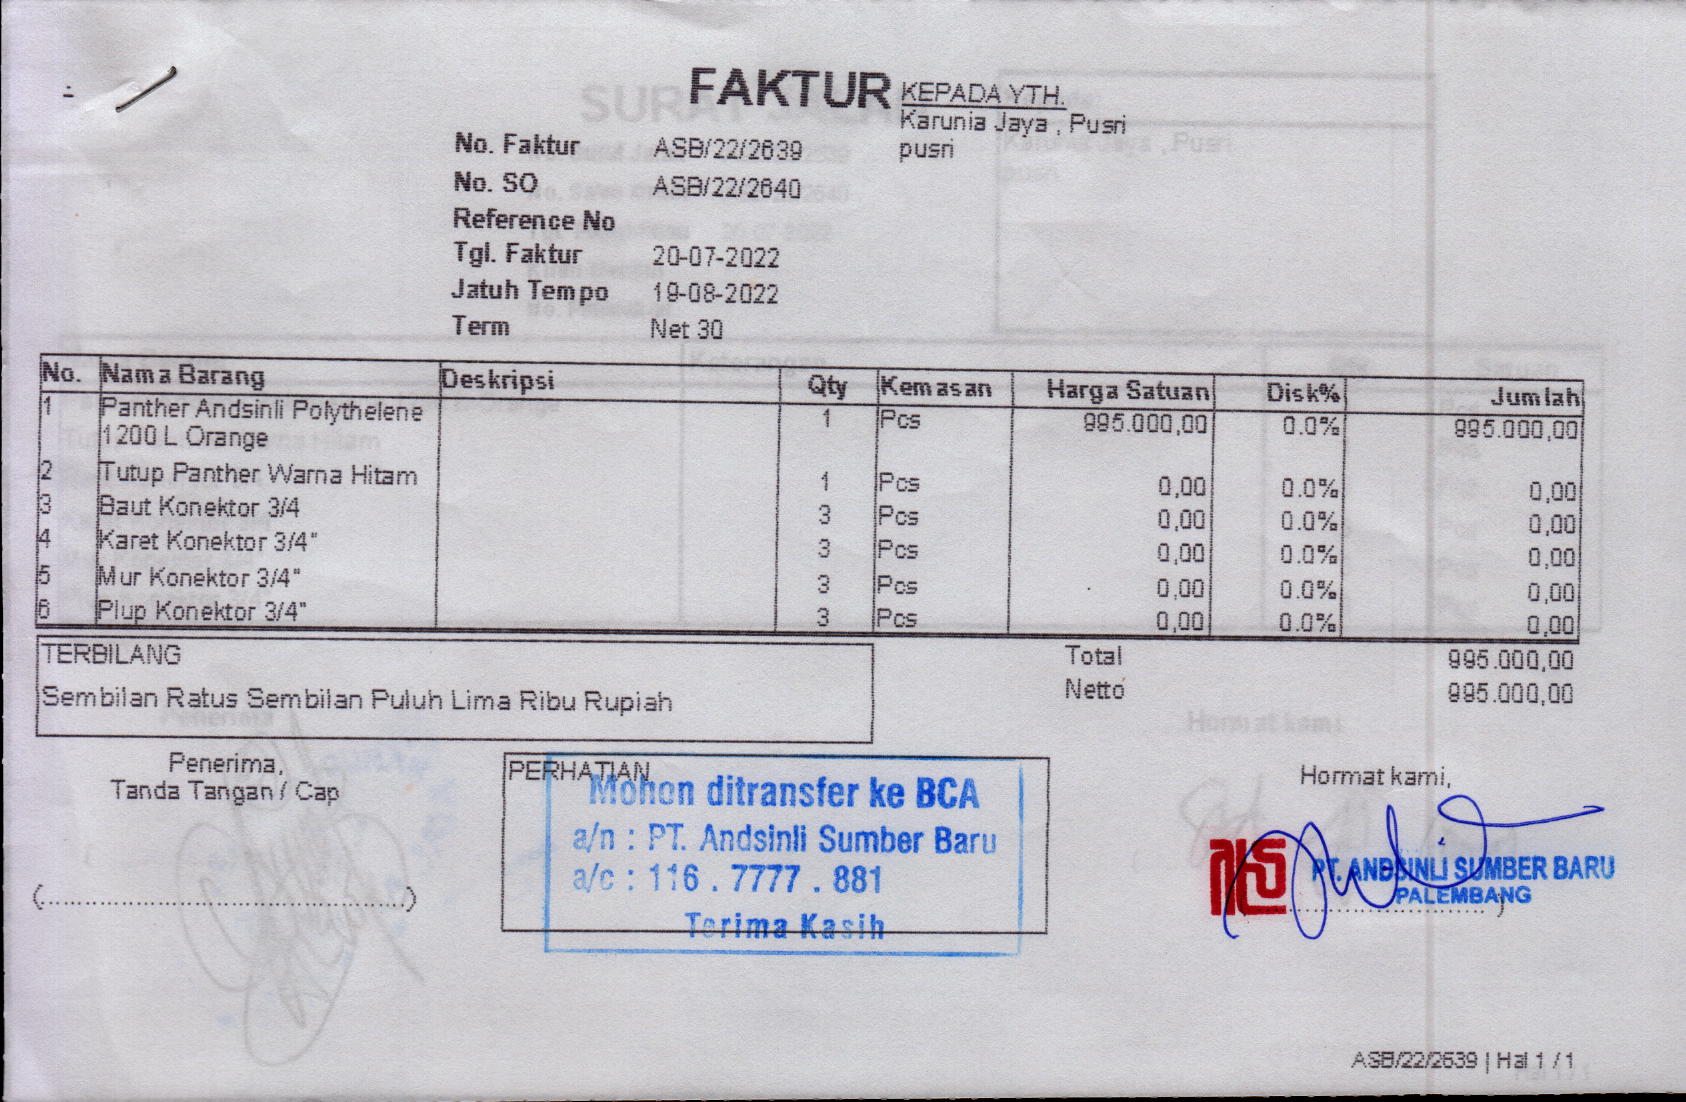 FAKTUR
KEPADA YTH.
Karunia Jaya , Pusri
pusri
No. Faktur ASB/22/2639
No. SO ASB/22/2640
Reference No
Tgl. Faktur 20-07-2022
Jatuh Tempo 19-08-2022
Term Net 30
No. Nama Barang Deskripsi Qty Kemasan Harga Satuan Disk% Jumlah
1 Panther Andsinli Polythelene 1 Pcs 995.000,00 0.0% 995.000,00
1200 L Orange
2 Tutup Panther Warna Hitam 1 Pcs 0,00 0.0% 0,00
3 Baut Konektor 3/4 3 Pcs 0,00 0.0% 0,00
4 Karet Konektor 3/4" 3 Pcs 0,00 0.0% 0,00
5 Mur Konektor 3/4" 3 Pcs 0,00 0.0% 0,00
6 Plup Konektor 3/4" 3 Pcs 0,00 0.0% 0,00
TERBILANG
Sembilan Ratus Sembilan Puluh Lima Ribu Rupiah
Total 995.000,00
Netto 995.000,00
Penerima,
Tanda Tangan / Cap
(....................................)
PERHATIAN
Mohon ditransfer ke BCA
a/n : PT. Andsinli Sumber Baru
a/c : 116 . 7777 . 881
Terima Kasih
Hormat kami,
PT. ANDSINLI SUMBER BARU
PALEMBANG
ASB/22/2639 | Hal 1 / 1